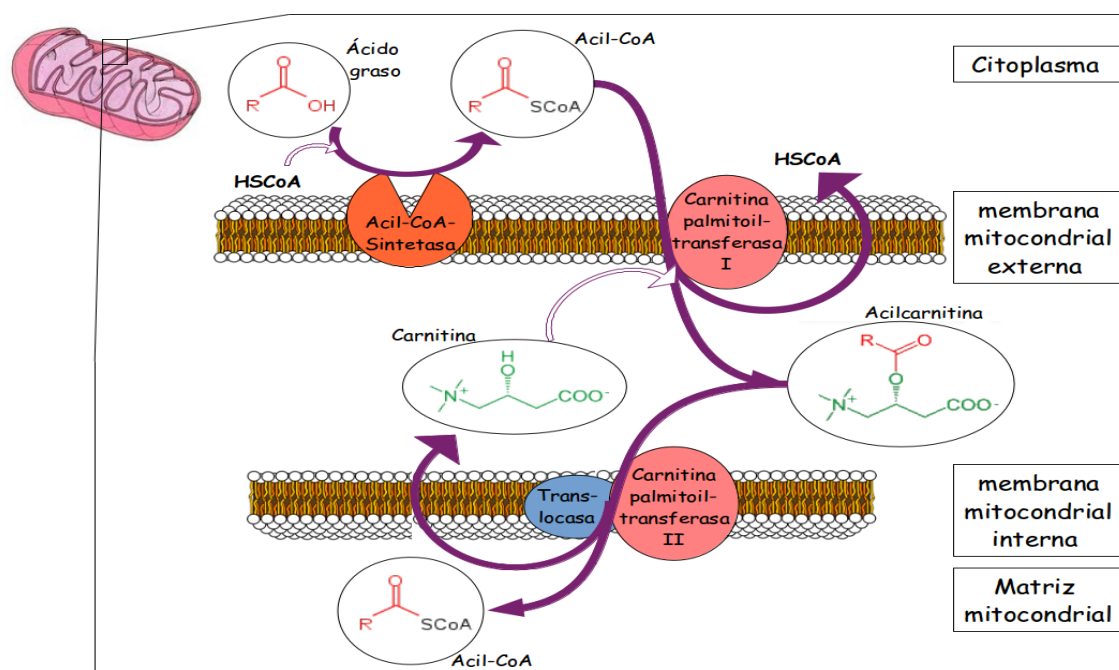 Ácido
graso
R
O
OH
Acil-CoA
R
O
SCoA
Citoplasma
HSCoA
HSCoA
Acil-CoA-
Sintetasa
Carnitina
palmitoil-
transferasa
I
membrana
mitocondrial
externa
Carnitina
H
O
N+
COO-
Acilcarnitina
R
O
O
N+
COO-
Trans-
locasa
Carnitina
palmitoil-
transferasa
II
membrana
mitocondrial
interna
Matriz
mitocondrial
O
R
SCoA
Acil-CoA